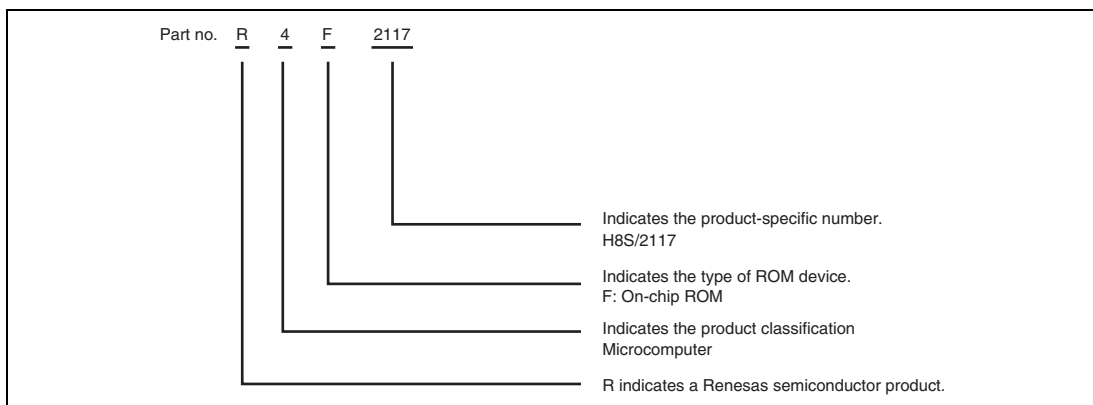 Part no. R 4 F 2117
Indicates the product-specific number.
H8S/2117
Indicates the type of ROM device.
F: On-chip ROM
Indicates the product classification
Microcomputer
R indicates a Renesas semiconductor product.